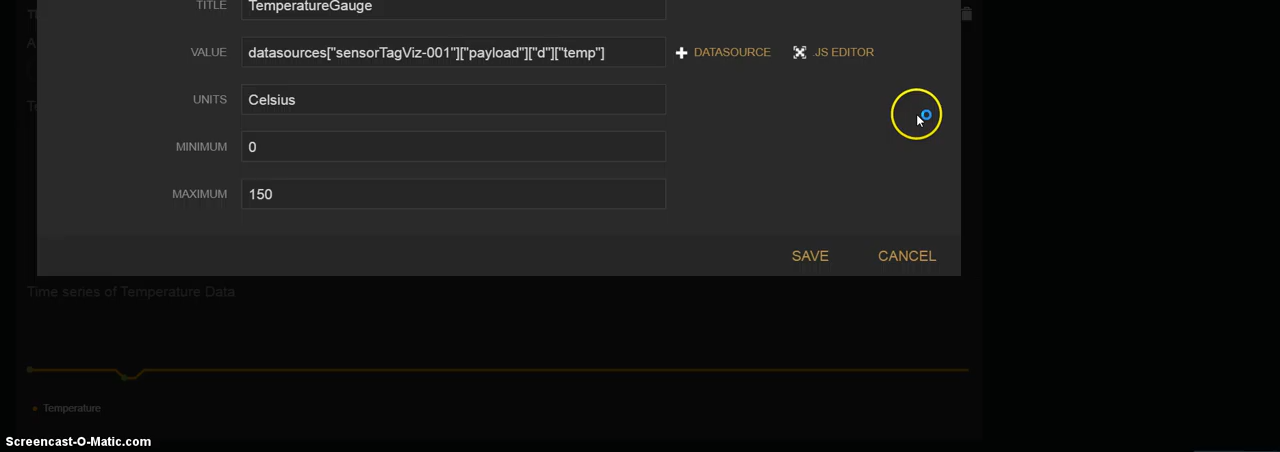 TITLE TemperatureGauge
VALUE datasources["sensorTagViz-001"]["payload"]["d"]["temp"] DATASOURCE .JS EDITOR
UNITS Celsius
MINIMUM 0
MAXIMUM 150
SAVE CANCEL
Time series of Temperature Data
Temperature
Screencast-O-Matic.com